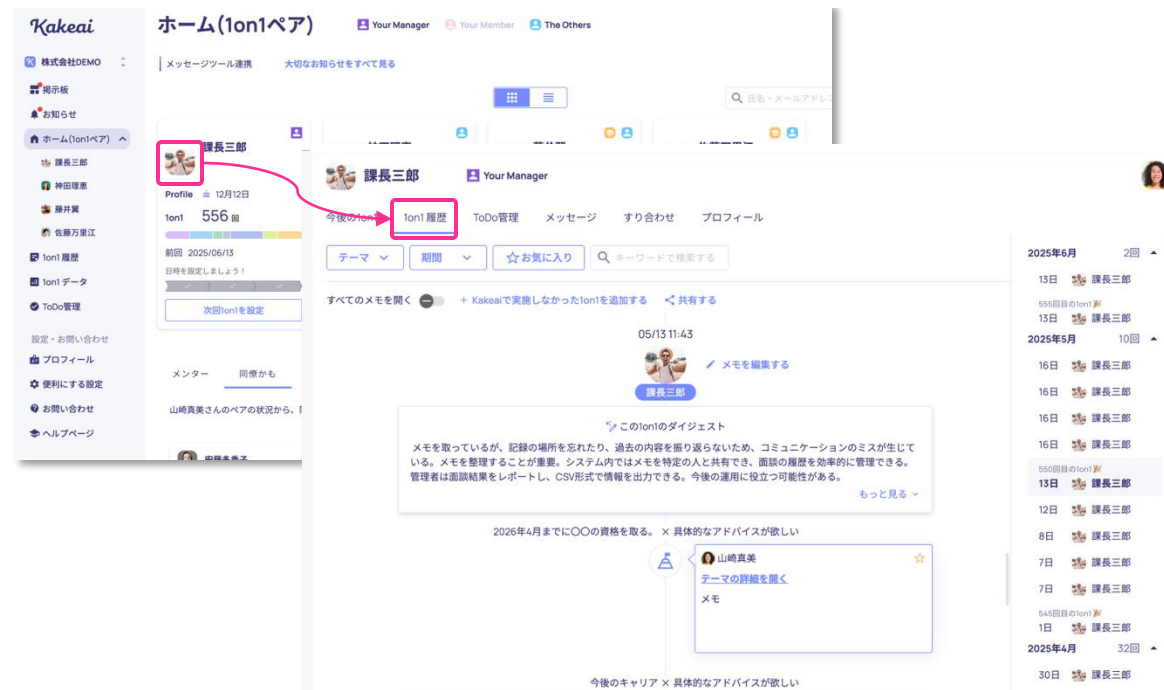 Kakeai
株式会社DEMO
掲示板
お知らせ
ホーム(1on1ペア)
課長三郎
神田理恵
藤井翼
佐藤万里江
1on1 履歴
1on1 データ
ToDo管理
設定・お問い合わせ
プロフィール
便利にする設定
お問い合わせ
ヘルプページ
ホーム(1on1ペア)
Your Manager
Your Member
The Others
メッセージツール連携
大切なお知らせをすべて見る
氏名・メールアドレス
課長三郎
Profile 12月12日
1on1 556 回
前回 2025/06/13
日時を設定しましょう！
次回1on1を設定
メンター 同僚かも
山崎真美さんのペアの状況から、
課長三郎
Your Manager
今後の1on1
1on1 履歴
ToDo管理
メッセージ
すり合わせ
プロフィール
テーマ
期間
お気に入り
キーワードで検索する
すべてのメモを開く
+ Kakeaiで実施しなかった1on1を追加する
共有する
05/13 11:43
課長三郎
メモを編集する
この1on1のダイジェスト
メモを取っているが、記録の場所を忘れたり、過去の内容を振り返らないため、コミュニケーションのミスが生じて
いる。メモを整理することが重要。システム内ではメモを特定の人と共有でき、面談の履歴を効率的に管理できる。
管理者は面談結果をレポートし、CSV形式で情報を出力できる。今後の運用に役立つ可能性がある。
もっと見る
2026年4月までに〇〇の資格を取る。 × 具体的なアドバイスが欲しい
山崎真美
テーマの詳細を開く
メモ
今後のキャリア × 具体的なアドバイスが欲しい
2025年6月 2回
13日 課長三郎
555回目の1on1
13日 課長三郎
2025年5月 10回
16日 課長三郎
16日 課長三郎
16日 課長三郎
16日 課長三郎
550回目の1on1
13日 課長三郎
12日 課長三郎
8日 課長三郎
7日 課長三郎
7日 課長三郎
545回目の1on1
1日 課長三郎
2025年4月 32回
30日 課長三郎